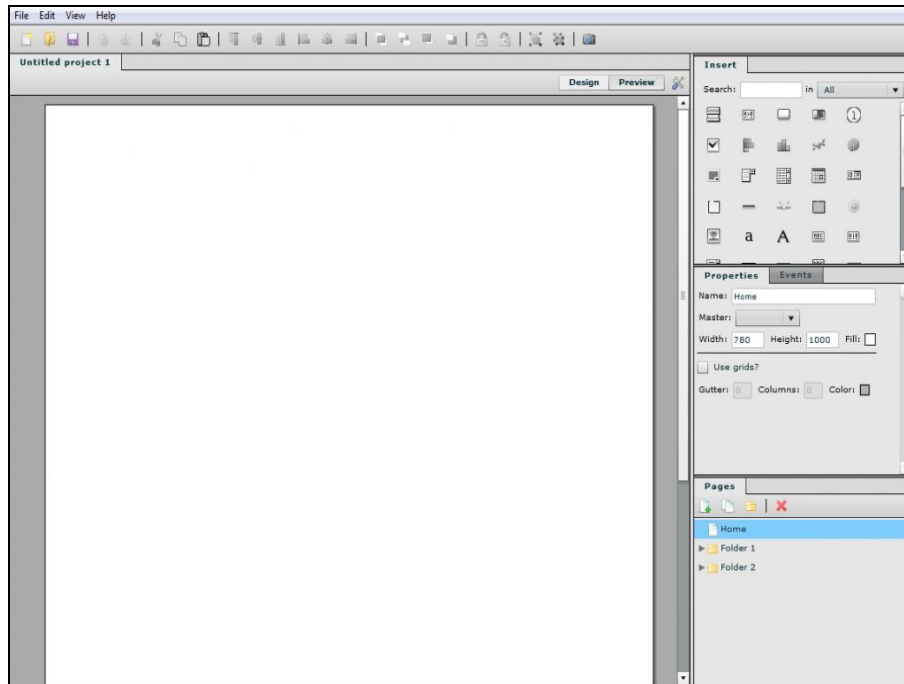 File Edit View Help
Untitled project 1
Design Preview
Insert
Search: in All
1
a A
Properties Events
Name: Home
Master:
Width: 780 Height: 1000 Fill:
Use grids?
Gutter: 0 Columns: 0 Color:
Pages
Home
Folder 1
Folder 2